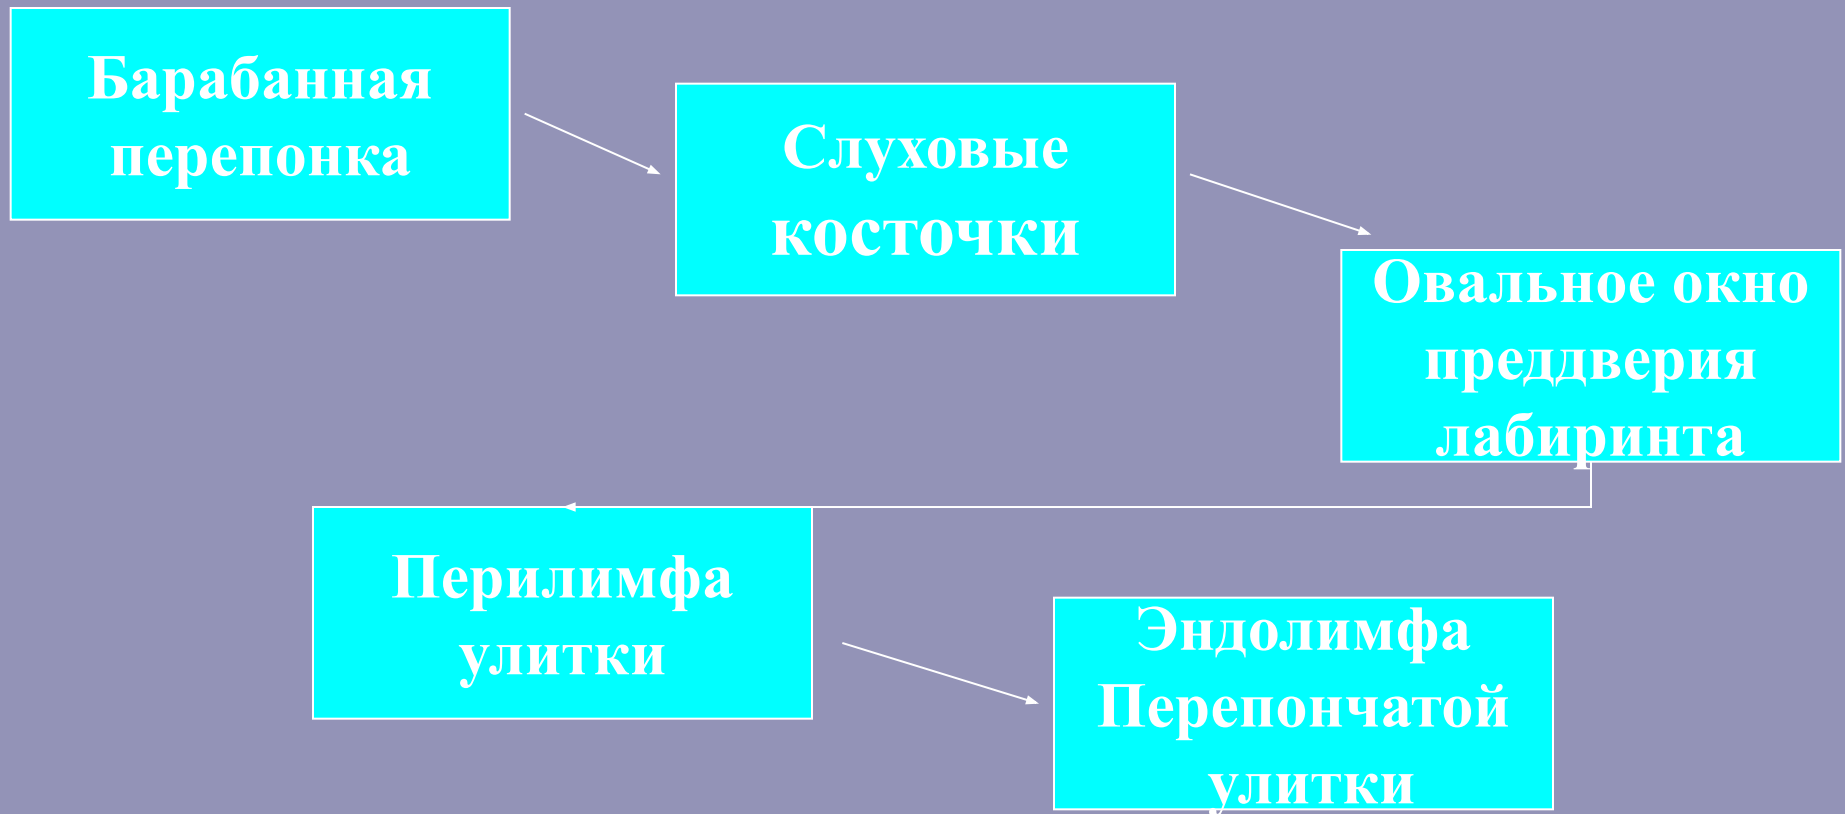 Барабанная
перепонка
Слуховые
косточки
Овальное окно
преддверия
лабиринта
Перилимфа
улитки
Эндолимфа
Перепончатой
улитки